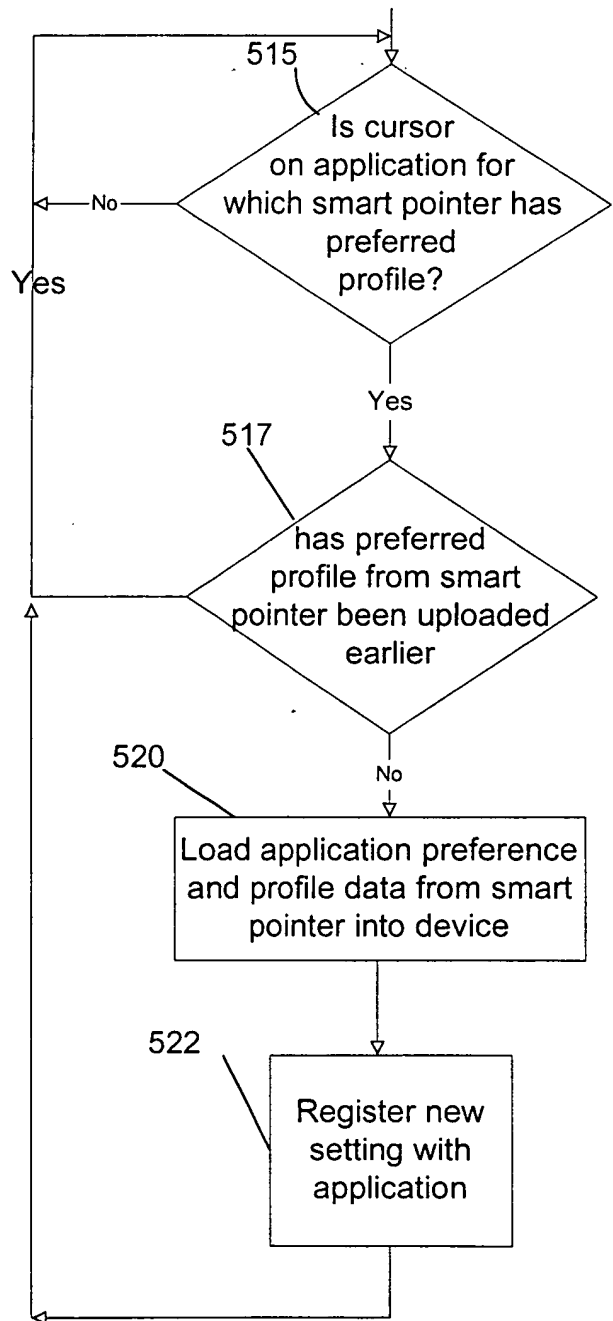 515
Is cursor
on application for
which smart pointer has
preferred
profile?
No
Yes
Yes
517
has preferred
profile from smart
pointer been uploaded
earlier
No
520
Load application preference
and profile data from smart
pointer into device
522
Register new
setting with
application